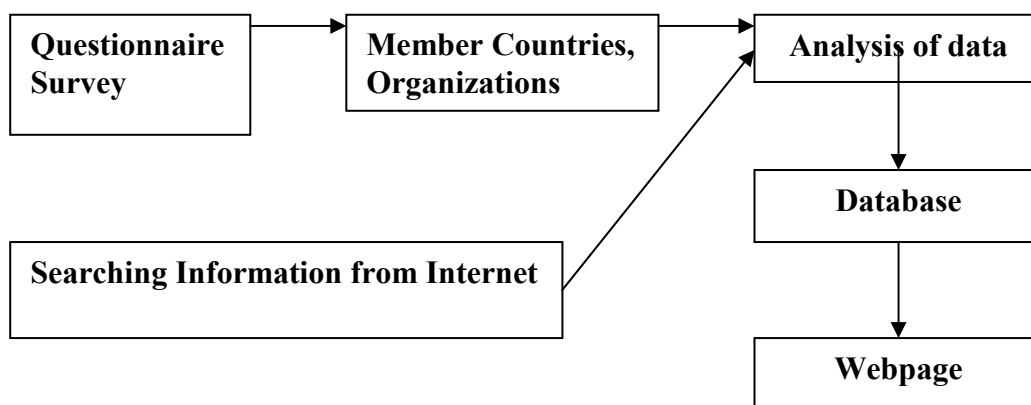 Questionnaire
Survey
Member Countries,
Organizations
Analysis of data
Database
Searching Information from Internet
Webpage